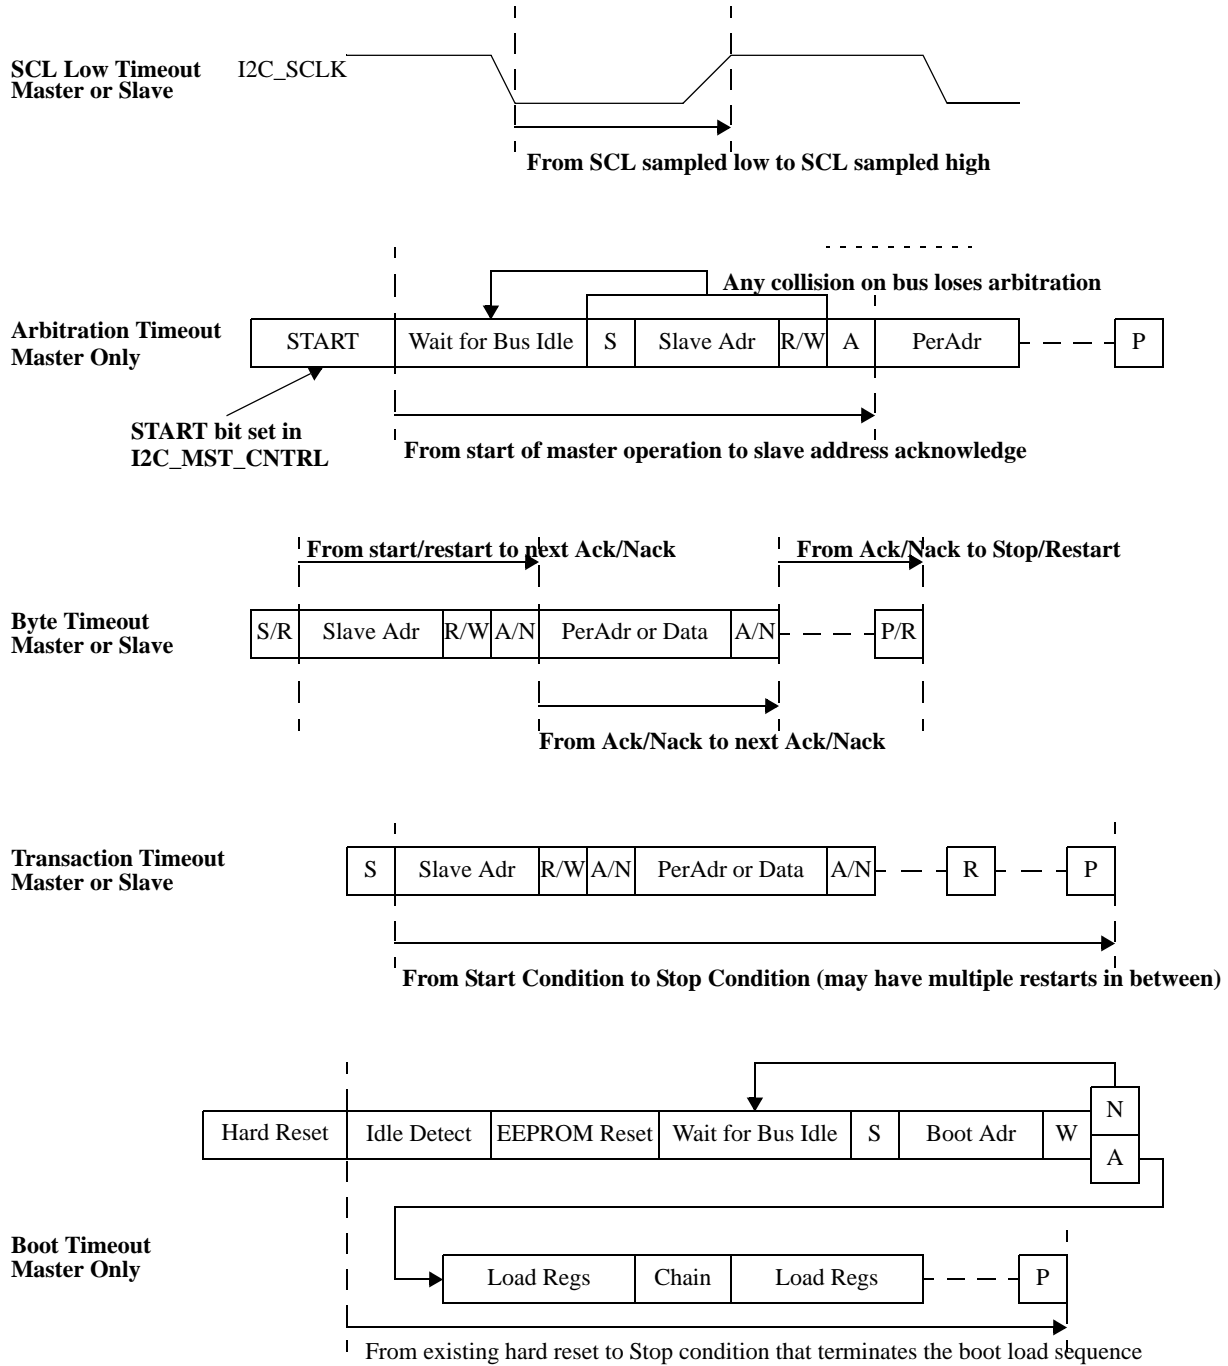 SCL Low Timeout
Master or Slave
I2C_SCLK
From SCL sampled low to SCL sampled high
Any collision on bus loses arbitration
Arbitration Timeout
Master Only
START
Wait for Bus Idle
S
Slave Adr
R/W
A
PerAdr
P
START bit set in
I2C_MST_CNTRL
From start of master operation to slave address acknowledge
From start/restart to next Ack/Nack
From Ack/Nack to Stop/Restart
Byte Timeout
Master or Slave
S/R
Slave Adr
R/W
A/N
PerAdr or Data
A/N
P/R
From Ack/Nack to next Ack/Nack
Transaction Timeout
Master or Slave
S
Slave Adr
R/W
A/N
PerAdr or Data
A/N
R
P
From Start Condition to Stop Condition (may have multiple restarts in between)
Hard Reset
Idle Detect
EEPROM Reset
Wait for Bus Idle
S
Boot Adr
W
N
A
Boot Timeout
Master Only
Load Regs
Chain
Load Regs
P
From existing hard reset to Stop condition that terminates the boot load sequence